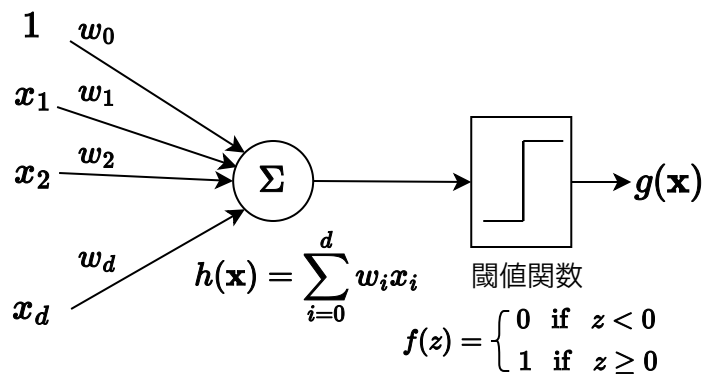 1 w_0
x_1 w_1
x_2 w_2
w_d
x_d
Σ
h(𝐱) = \sum_{i=0}^{d} w_i x_i
g(𝐱)
閾値関数
f(z) = { 0 if z < 0
1 if z ≥ 0